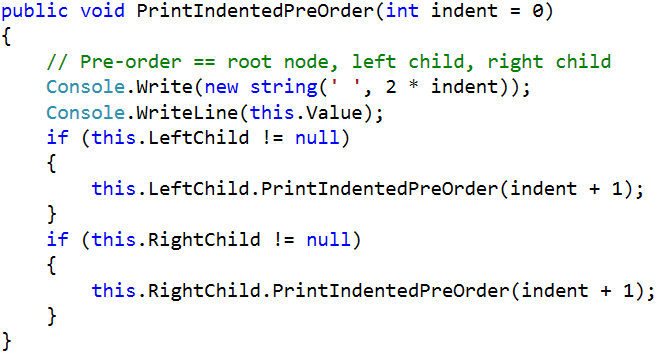 public void PrintIndentedPreOrder(int indent = 0)
{
    // Pre-order == root node, left child, right child
    Console.Write(new string(' ', 2 * indent));
    Console.WriteLine(this.Value);
    if (this.LeftChild != null)
    {
        this.LeftChild.PrintIndentedPreOrder(indent + 1);
    }
    if (this.RightChild != null)
    {
        this.RightChild.PrintIndentedPreOrder(indent + 1);
    }
}